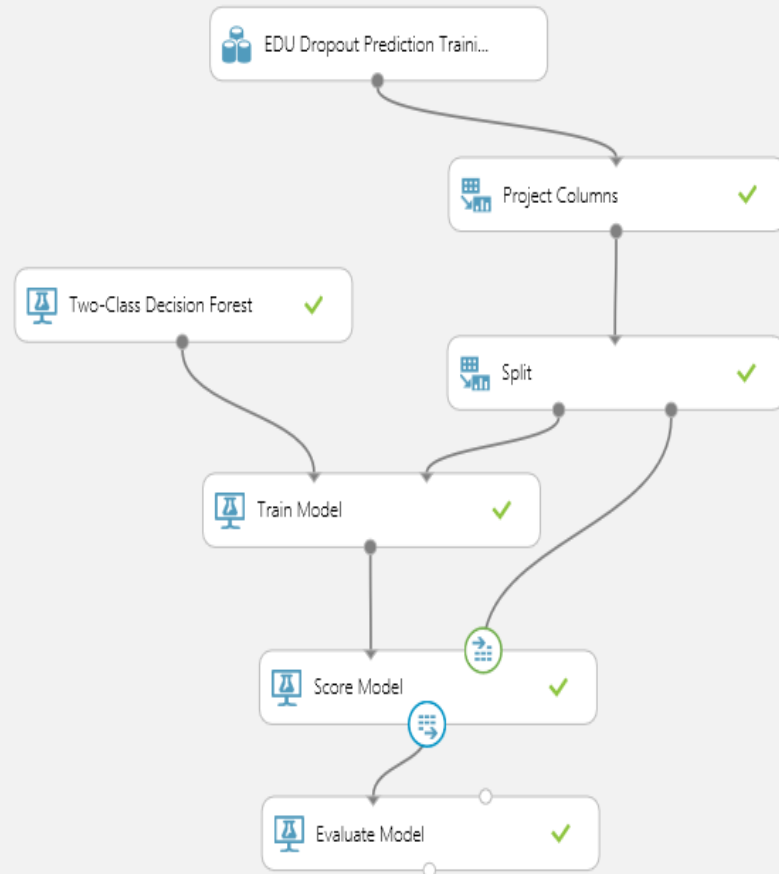 EDU Dropout Prediction Traini...
Project Columns
Two-Class Decision Forest
Split
Train Model
Score Model
Evaluate Model